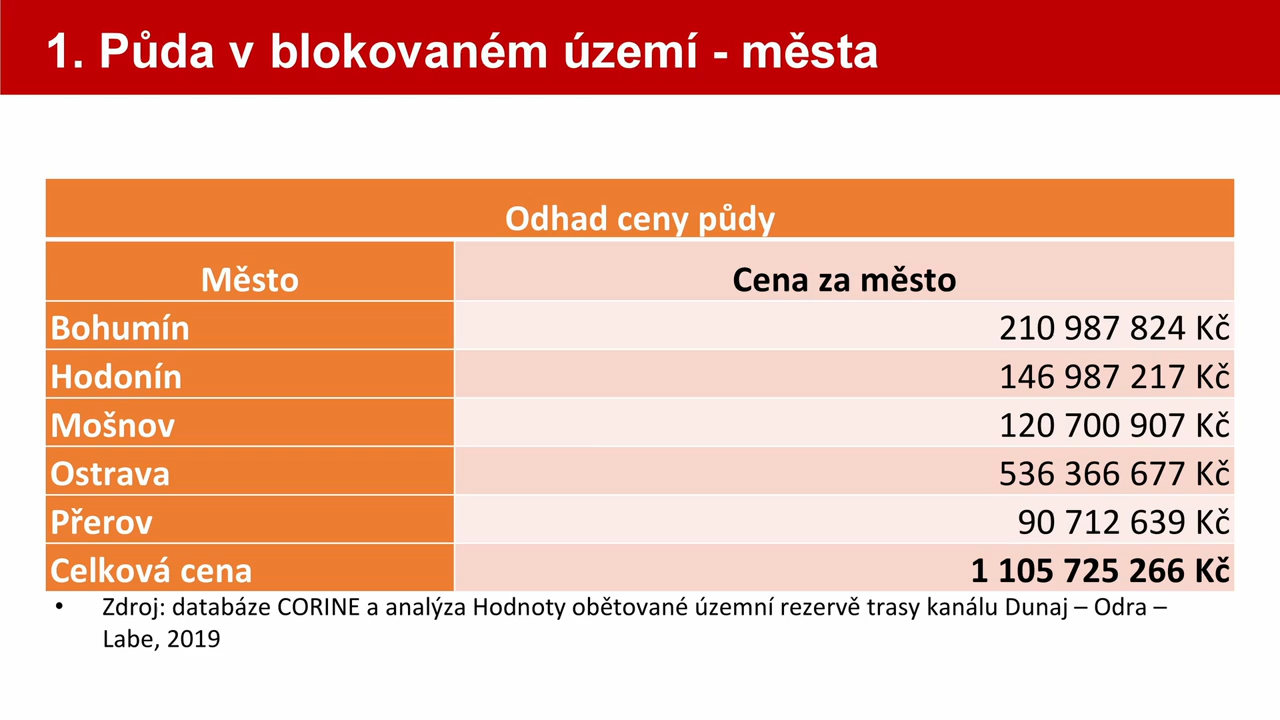 1. Půda v blokovaném území - města
Odhad ceny půdy
Město Cena za město
Bohumín 210 987 824 Kč
Hodonín 146 987 217 Kč
Mošnov 120 700 907 Kč
Ostrava 536 366 677 Kč
Přerov 90 712 639 Kč
Celková cena 1 105 725 266 Kč
• Zdroj: databáze CORINE a analýza Hodnoty obětované územní rezervě trasy kanálu Dunaj – Odra –
Labe, 2019